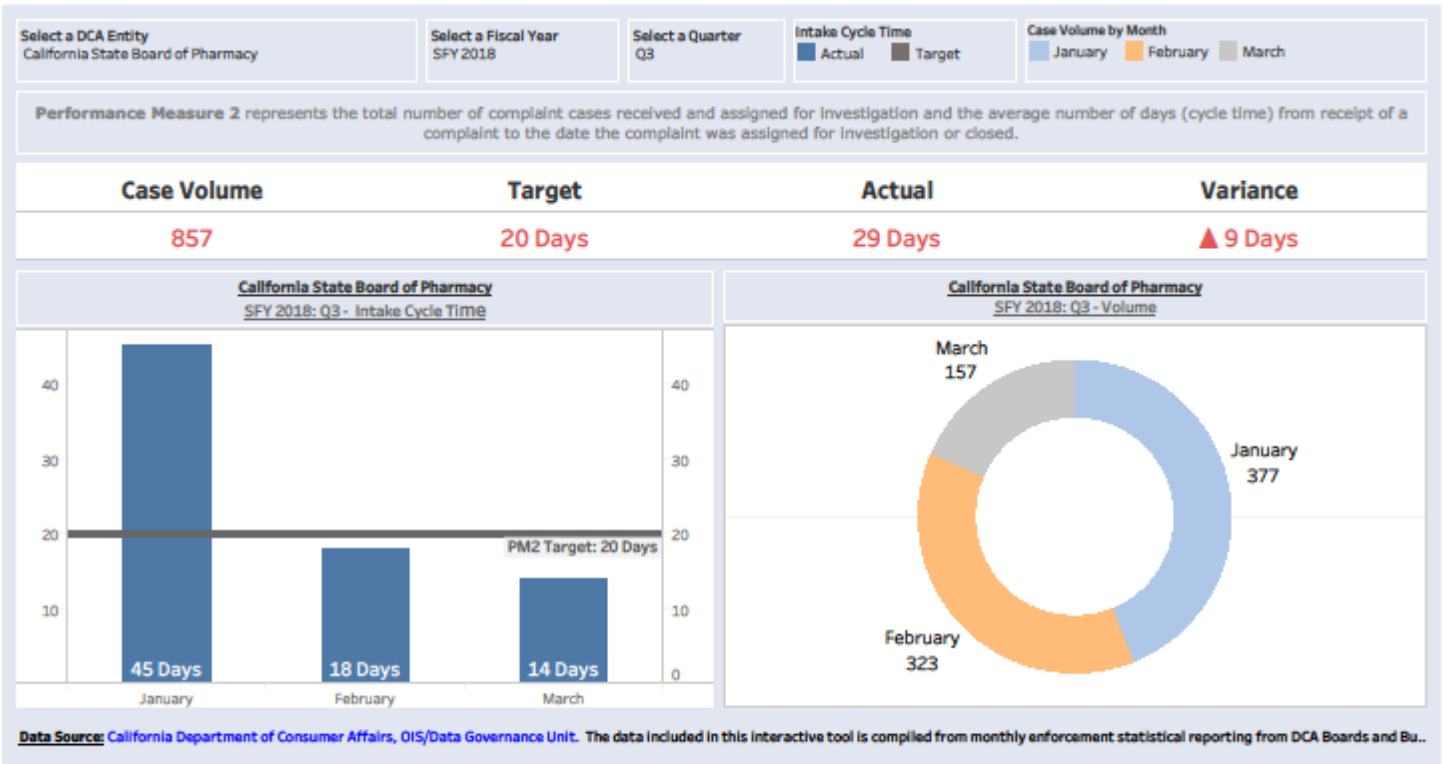 Select a DCA Entity
California State Board of Pharmacy
Select a Fiscal Year
SFY 2018
Select a Quarter
Q3
Intake Cycle Time
Actual Target
Case Volume by Month
January February March
Performance Measure 2 represents the total number of complaint cases received and assigned for investigation and the average number of days (cycle time) from receipt of a
complaint to the date the complaint was assigned for investigation or closed.
Case Volume Target Actual Variance
857 20 Days 29 Days ▲ 9 Days
California State Board of Pharmacy
SFY 2018: Q3 - Intake Cycle Time
40
30
20
10
40
30
20
10
0
PM2 Target: 20 Days
45 Days 18 Days 14 Days
January February March
California State Board of Pharmacy
SFY 2018: Q3 - Volume
March
157
January
377
February
323
Data Source: California Department of Consumer Affairs, OIS/Data Governance Unit. The data included in this interactive tool is compiled from monthly enforcement statistical reporting from DCA Boards and Bu..